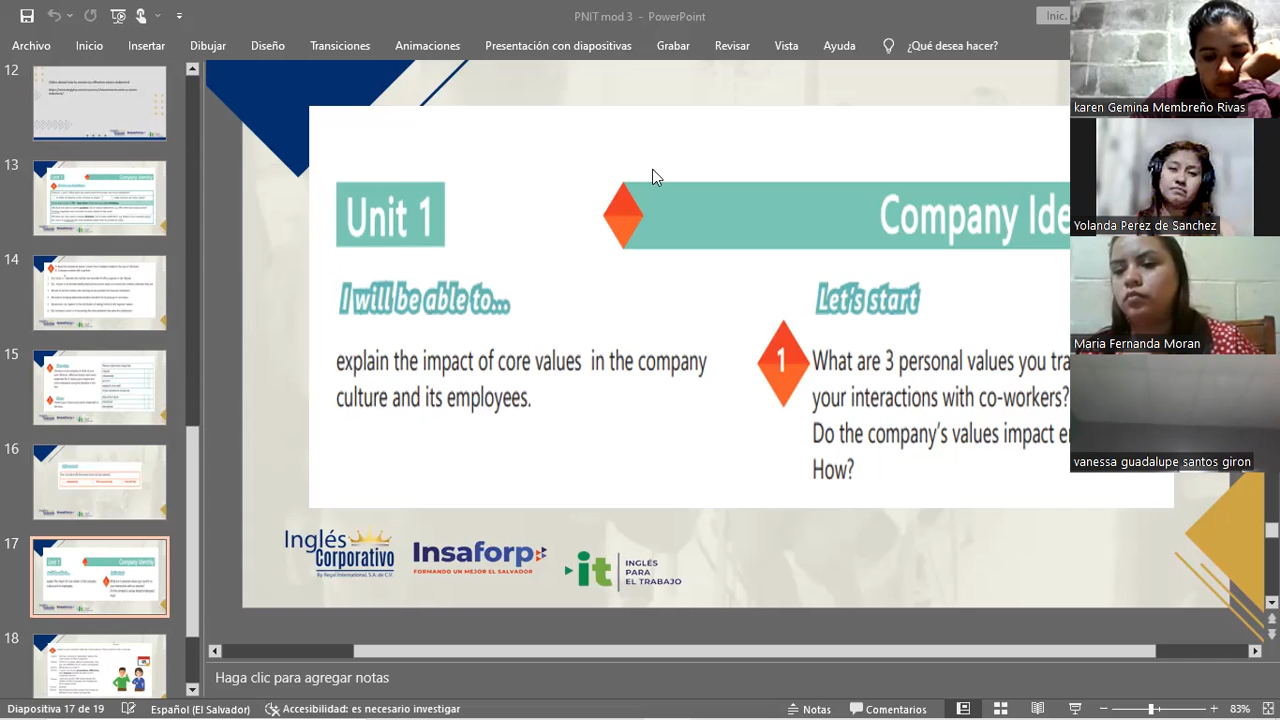 PNIT mod 3 - PowerPoint
Inic.
Archivo Inicio Insertar Dibujar Diseño Transiciones Animaciones Presentación con diapositivas Grabar Revisar Vista Ayuda ¿Qué desea hacer?
12
13
14
15
16
17
18
Unit 1
Company Ide
I will be able to...
Let's start
explain the impact of core values in the company
culture and its employees.
1
What are 3 personal values you tra
your interactions with co-workers?
Do the company's values impact e
How?
Inglés
Corporativo
By Regal International, S.A. de C.V.
Insaforp
FORMANDO UN MEJOR EL SALVADOR
it
INGLÉS
PARA
EL TRABAJO
karen Gemina Membreño Rivas
Yolanda Perez de Sanchez
Maria Fernanda Moran
vanessa guadalupe santos giron
Haga clic para agregar notas
Diapositiva 17 de 19 Español (El Salvador) Accesibilidad: es necesario investigar Notas Comentarios 83%